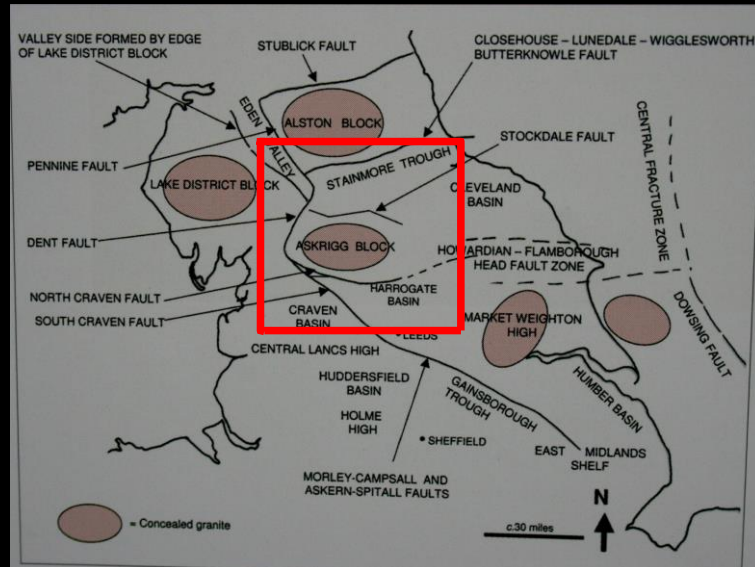 VALLEY SIDE FORMED BY EDGE
OF LAKE DISTRICT BLOCK
STUBLICK FAULT
CLOSEHOUSE – LUNEDALE – WIGGLESWORTH
BUTTERKNOWLE FAULT
EDEN
VALLEY
ALSTON BLOCK
STOCKDALE FAULT
CENTRAL FRACTURE
ZONE
PENNINE FAULT
STAINMORE TROUGH
LAKE DISTRICT BLOCK
CLEVELAND
BASIN
DENT FAULT
ASKRIGG BLOCK
HOWARDIAN – FLAMBOROUGH
HEAD FAULT ZONE
NORTH CRAVEN FAULT
HARROGATE
BASIN
SOUTH CRAVEN FAULT
CRAVEN
BASIN
MARKET WEIGHTON
HIGH
DOWSING FAULT
LEEDS
CENTRAL LANCS HIGH
HUDDERSFIELD
BASIN
GAINSBOROUGH
TROUGH
HUMBER BASIN
HOLME
HIGH
SHEFFIELD
EAST MIDLANDS
SHELF
MORLEY-CAMPSALL AND
ASKERN-SPITALL FAULTS
N
= Concealed granite
c.30 miles